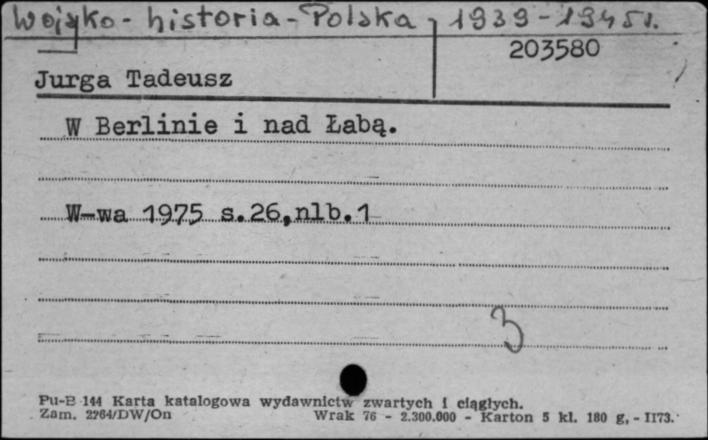 Wojsko - historia - Polska, 1939 - 1945 r.
203580
Jurga Tadeusz
W Berlinie i nad Łabą.
W-wa 1975 s.26,nlb.1
3
Pu-B 144 Karta katalogowa wydawnictw zwartych i ciągłych.
Zam. 2764/DW/On Wrak 76 - 2.300.000 - Karton 5 kl. 180 g, - II73.